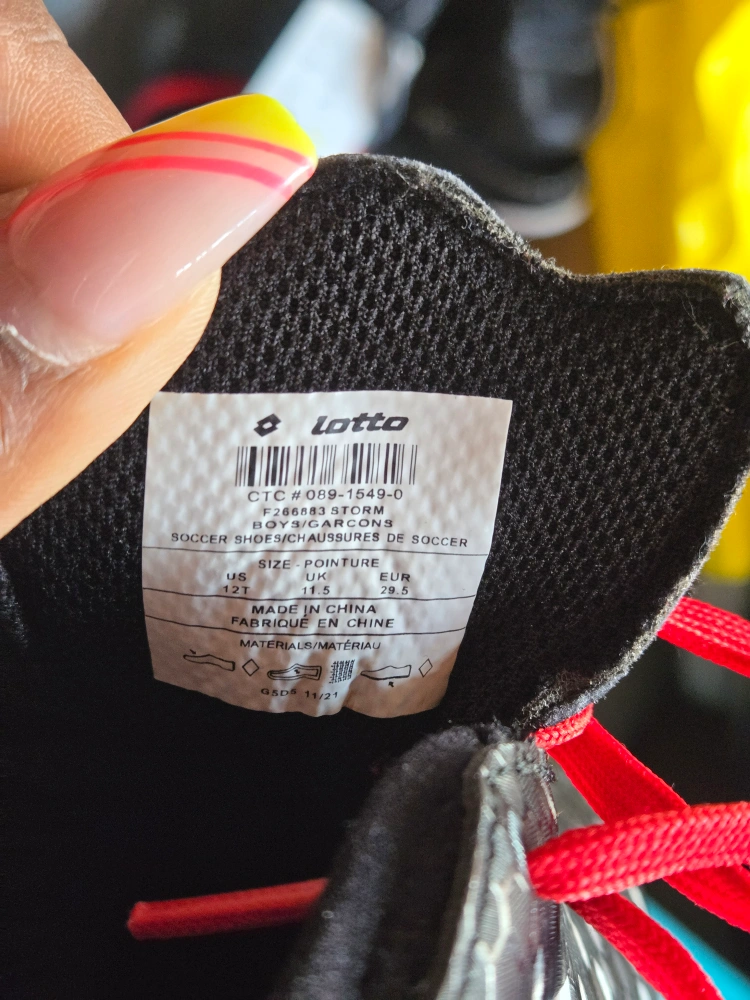 lotto
CTC # 089-1549-0
F266883 STORM
BOYS/GARCONS
SOCCER SHOES/CHAUSSURES DE SOCCER
SIZE - POINTURE
US UK EUR
12T 11.5 29.5
MADE IN CHINA
FABRIQUÉ EN CHINE
MATERIALS/MATÉRIAU
G5D5 11/21